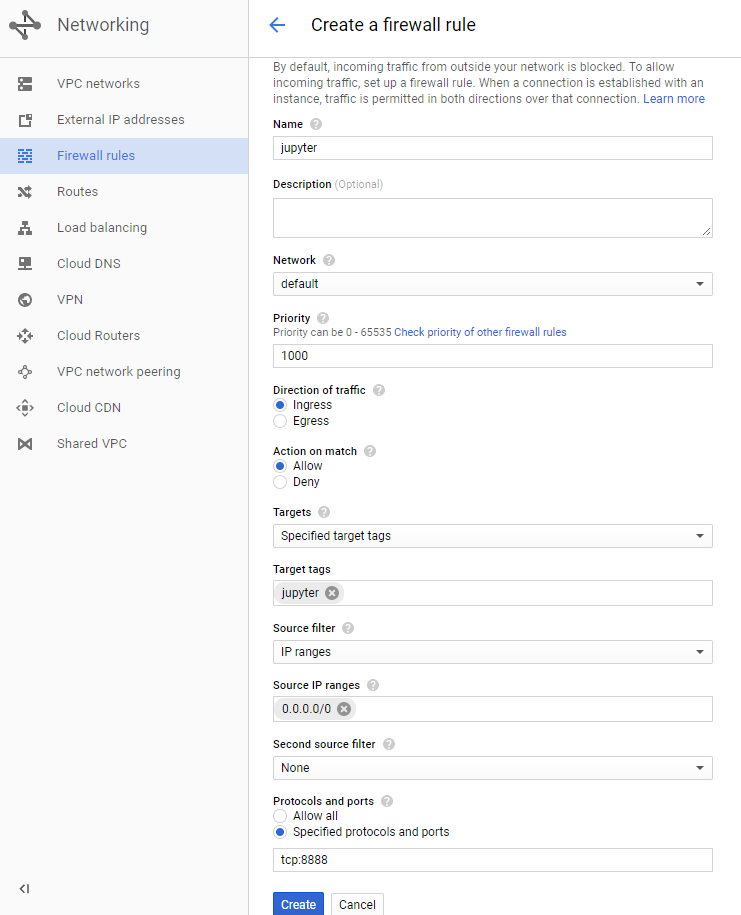 Networking
VPC networks
External IP addresses
Firewall rules
Routes
Load balancing
Cloud DNS
VPN
Cloud Routers
VPC network peering
Cloud CDN
Shared VPC
Create a firewall rule
By default, incoming traffic from outside your network is blocked. To allow
incoming traffic, set up a firewall rule. When a connection is established with an
instance, traffic is permitted in both directions over that connection. Learn more
Name
jupyter
Description (Optional)
Network
default
Priority
Priority can be 0 - 65535 Check priority of other firewall rules
1000
Direction of traffic
Ingress
Egress
Action on match
Allow
Deny
Targets
Specified target tags
Target tags
jupyter
Source filter
IP ranges
Source IP ranges
0.0.0.0/0
Second source filter
None
Protocols and ports
Allow all
Specified protocols and ports
tcp:8888
Create Cancel